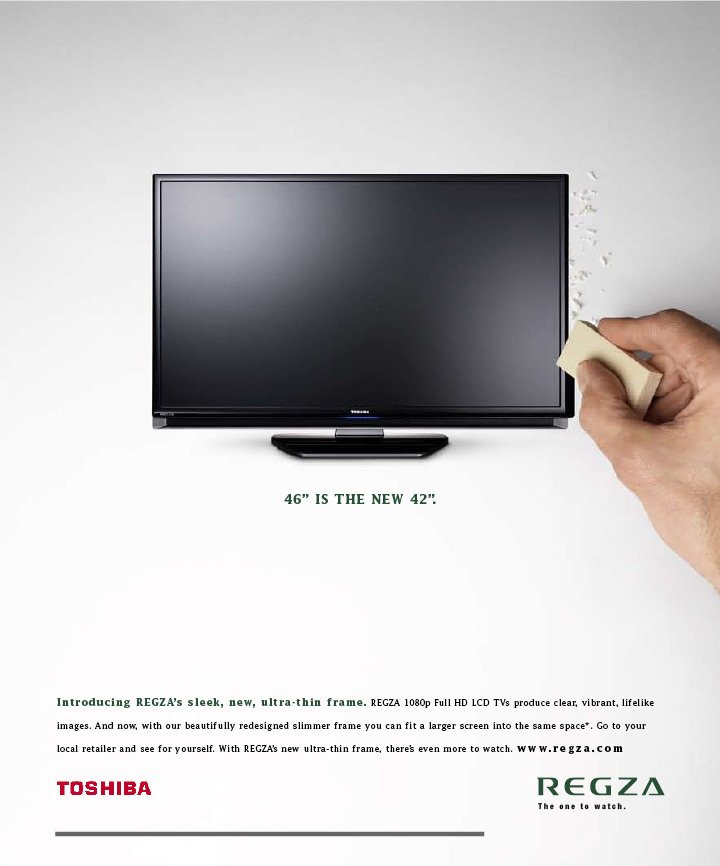 TOSHIBA
46” IS THE NEW 42”.
Introducing REGZA’s sleek, new, ultra-thin frame. REGZA 1080p Full HD LCD TVs produce clear, vibrant, lifelike
images. And now, with our beautifully redesigned slimmer frame you can fit a larger screen into the same space*. Go to your
local retailer and see for yourself. With REGZA’s new ultra-thin frame, there’s even more to watch. www.regza.com
TOSHIBA
REGZA
The one to watch.